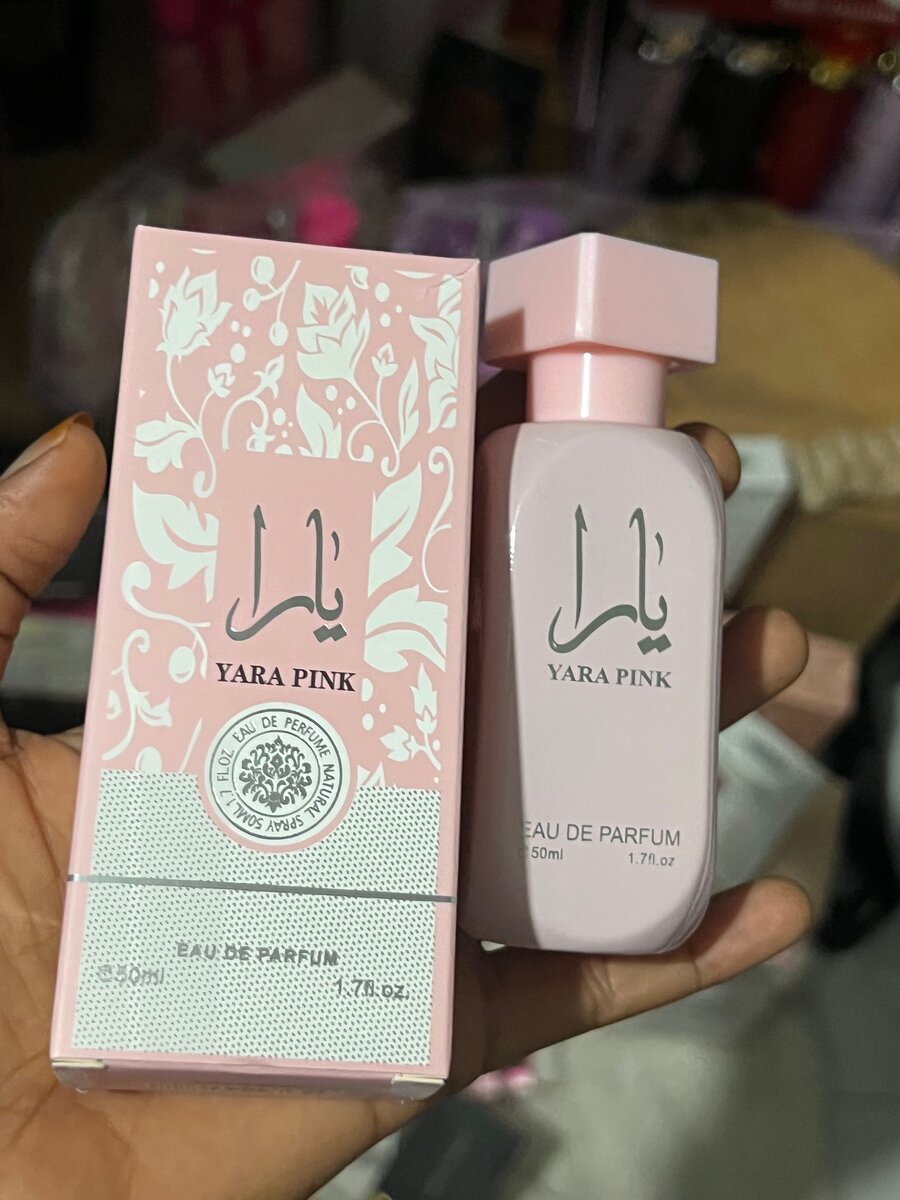 يارا
YARA PINK
EAU DE PERFUME NATURAL SPRAY 50ML 1.7 FL.OZ.
EAU DE PARFUM
℮50ml
1.7fl.oz.
يارا
YARA PINK
EAU DE PARFUM
50ml
1.7fl.oz